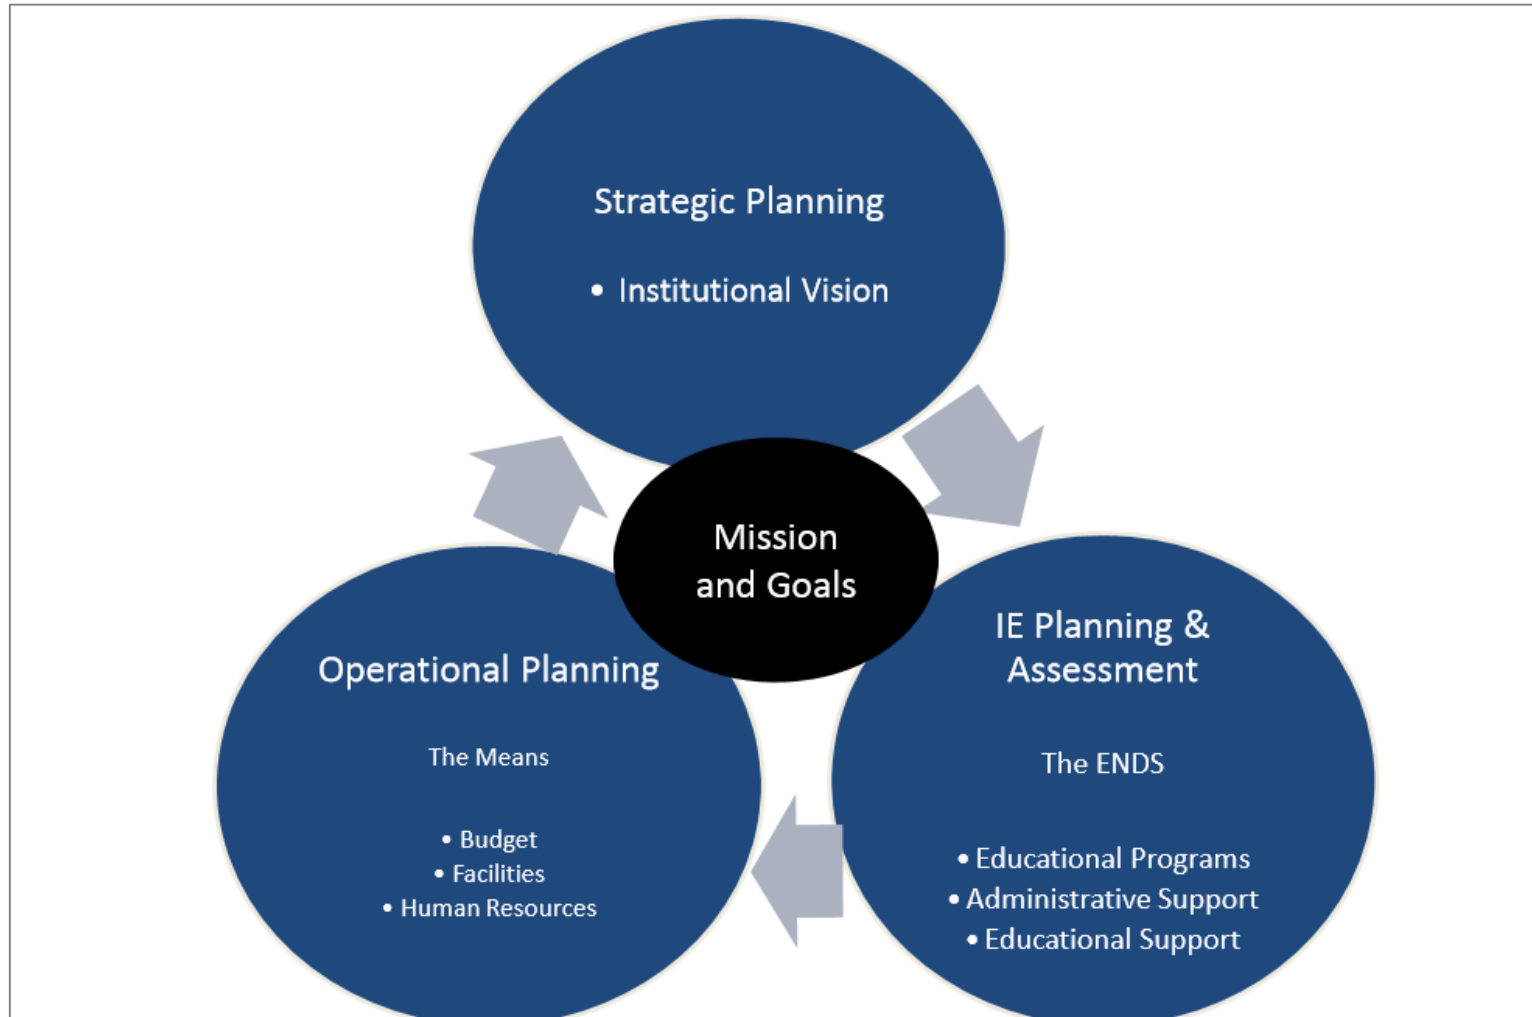 Strategic Planning
• Institutional Vision
Mission
and Goals
IE Planning &
Assessment
The ENDS
• Educational Programs
• Administrative Support
• Educational Support
Operational Planning
The Means
• Budget
• Facilities
• Human Resources